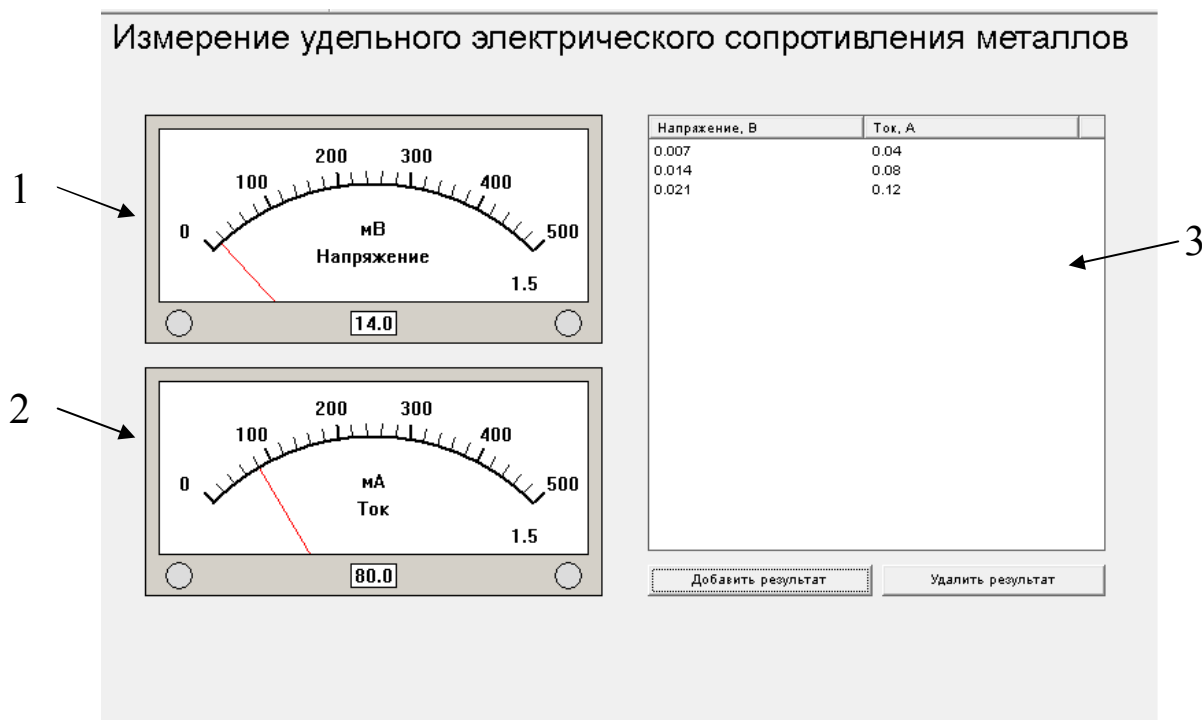 Измерение удельного электрического сопротивления металлов
1
0 100 200 300 400 500
мВ
Напряжение
1.5
14.0
2
0 100 200 300 400 500
мА
Ток
1.5
80.0
Напряжение, В Ток, А
0.007 0.04
0.014 0.08
0.021 0.12
3
Добавить результат Удалить результат